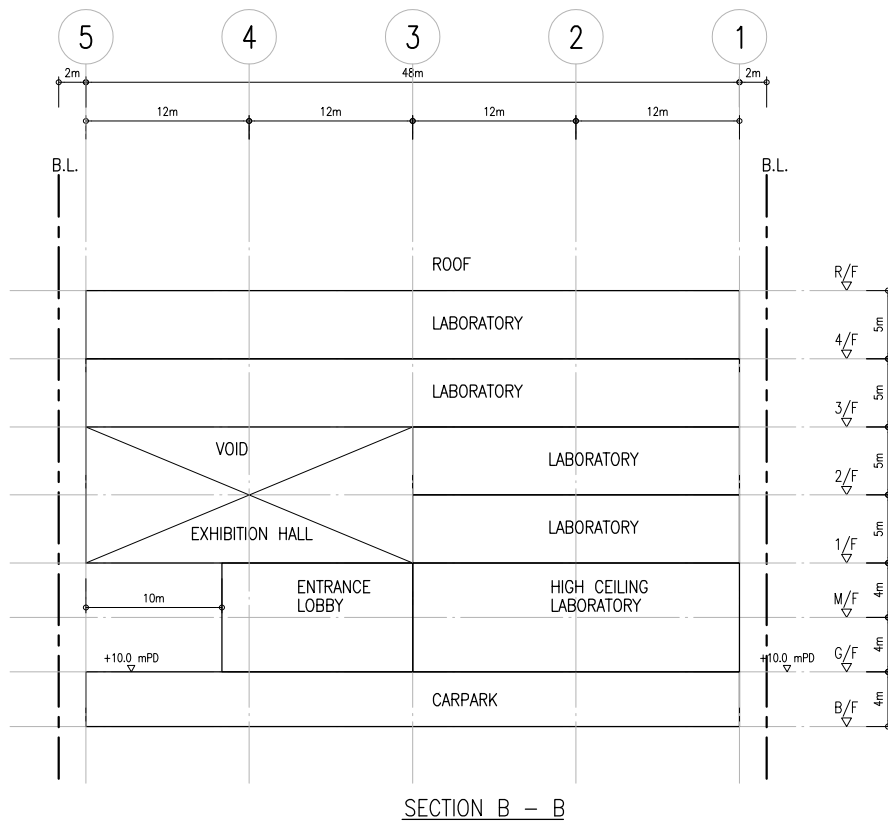 5 4 3 2 1
2m 48m 2m
12m 12m 12m 12m
B.L. B.L.
ROOF
R/F
LABORATORY
5m
4/F
LABORATORY
5m
3/F
VOID
LABORATORY
5m
2/F
EXHIBITION HALL
LABORATORY
5m
1/F
ENTRANCE
LOBBY
HIGH CEILING
LABORATORY
10m
M/F
4m
+10.0 mPD
+10.0 mPD
G/F
4m
CARPARK
B/F
4m
SECTION B - B